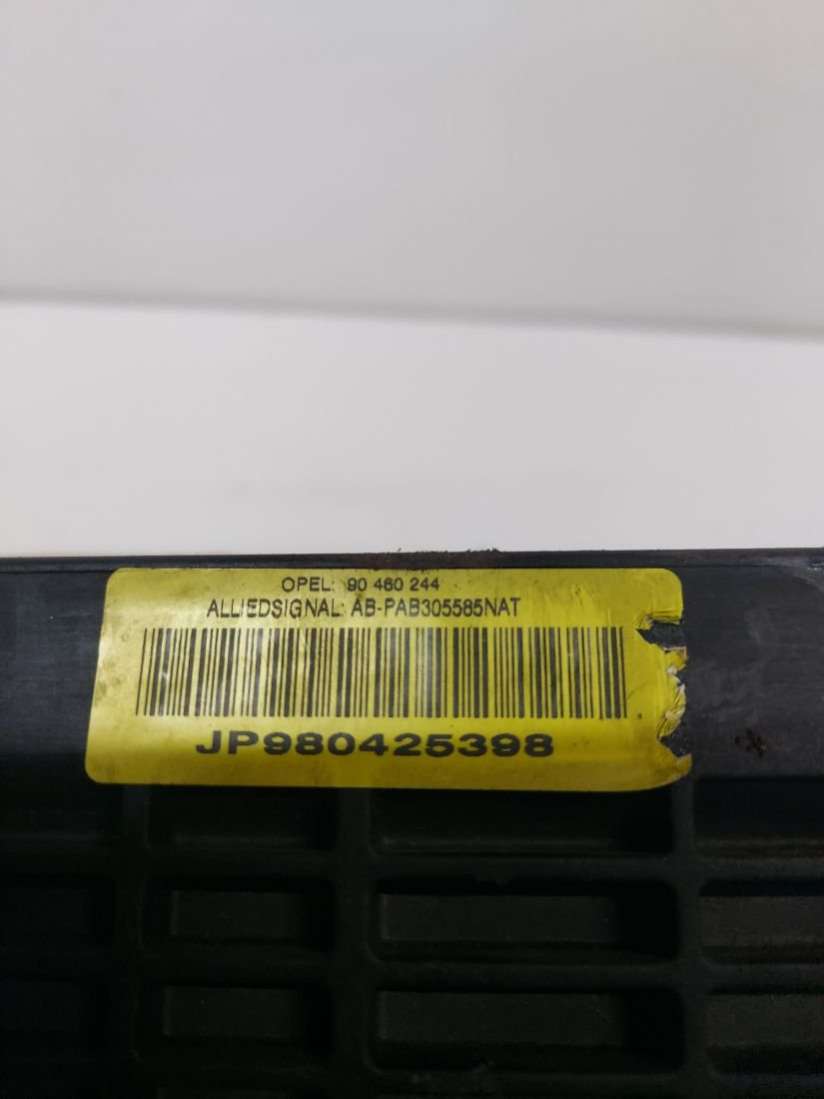 OPEL: 90 460 244
ALLIEDSIGNAL: AB-PAB305585NAT
JP980425398